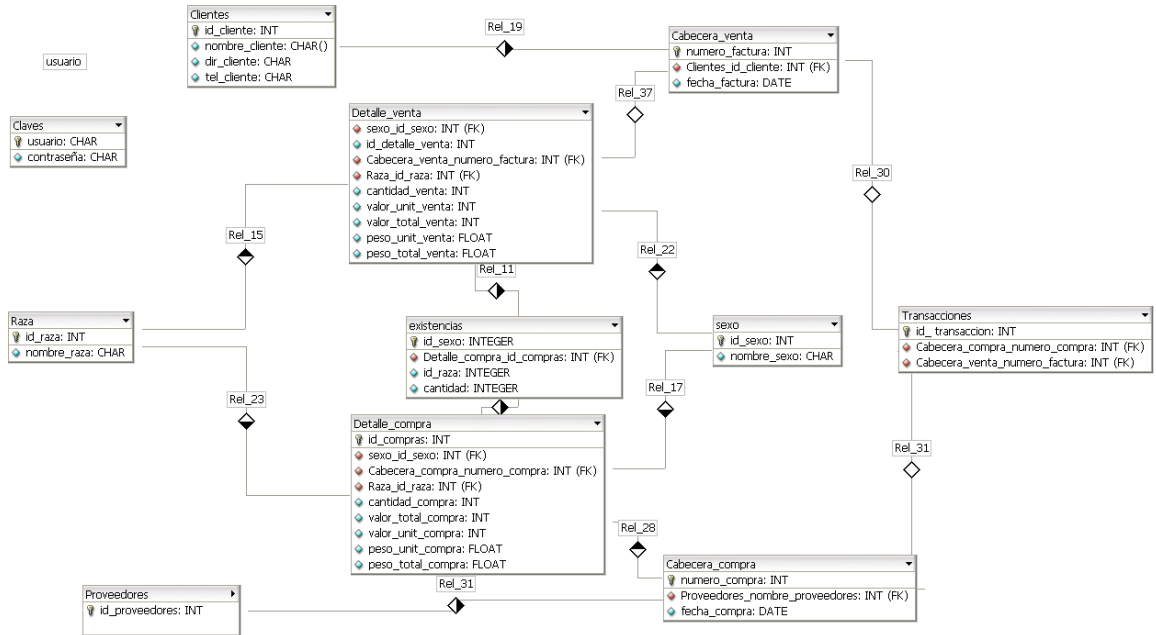 Clientes
id_cliente: INT
nombre_cliente: CHAR()
dir_cliente: CHAR
tel_cliente: CHAR
Rel_19
Cabecera_venta
numero_factura: INT
Clientes_id_cliente: INT (FK)
fecha_factura: DATE
usuario
Claves
usuario: CHAR
contraseña: CHAR
Rel_37
Detalle_venta
sexo_id_sexo: INT (FK)
id_detalle_venta: INT
Cabecera_venta_numero_factura: INT (FK)
Raza_id_raza: INT (FK)
cantidad_venta: INT
valor_unit_venta: INT
valor_total_venta: INT
peso_unit_venta: FLOAT
peso_total_venta: FLOAT
Rel_30
Rel_15
Rel_22
Rel_11
Raza
id_raza: INT
nombre_raza: CHAR
existencias
id_sexo: INTEGER
Detalle_compra_id_compras: INT (FK)
id_raza: INTEGER
cantidad: INTEGER
sexo
id_sexo: INT
nombre_sexo: CHAR
Transacciones
id_ transaccion: INT
Cabecera_compra_numero_compra: INT (FK)
Cabecera_venta_numero_factura: INT (FK)
Rel_23
Rel_17
Detalle_compra
id_compras: INT
sexo_id_sexo: INT (FK)
Cabecera_compra_numero_compra: INT (FK)
Raza_id_raza: INT (FK)
cantidad_compra: INT
valor_total_compra: INT
valor_unit_compra: INT
peso_unit_compra: FLOAT
peso_total_compra: FLOAT
Rel_31
Rel_28
Cabecera_compra
numero_compra: INT
Proveedores_nombre_proveedores: INT (FK)
fecha_compra: DATE
Rel_31
Proveedores
id_proveedores: INT